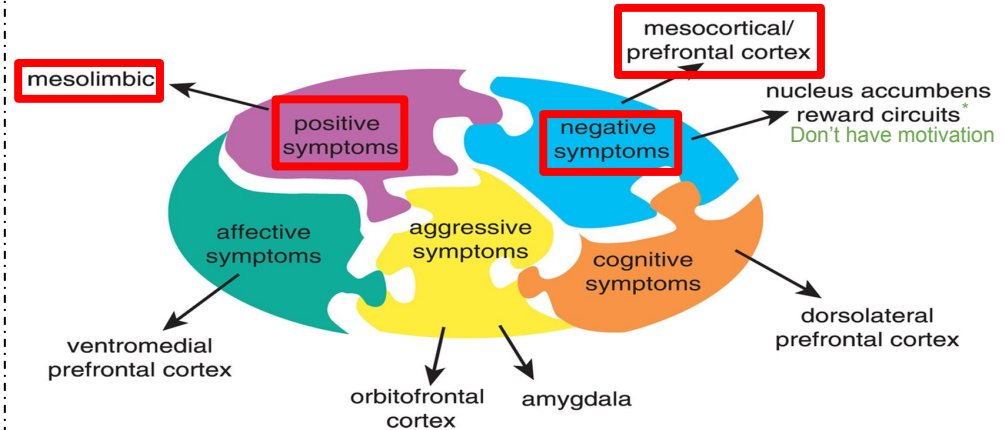 mesocortical/
prefrontal cortex
mesolimbic
nucleus accumbens
reward circuits*
Don't have motivation
positive
symptoms
negative
symptoms
affective
symptoms
aggressive
symptoms
cognitive
symptoms
dorsolateral
prefrontal cortex
ventromedial
prefrontal cortex
orbitofrontal
cortex
amygdala